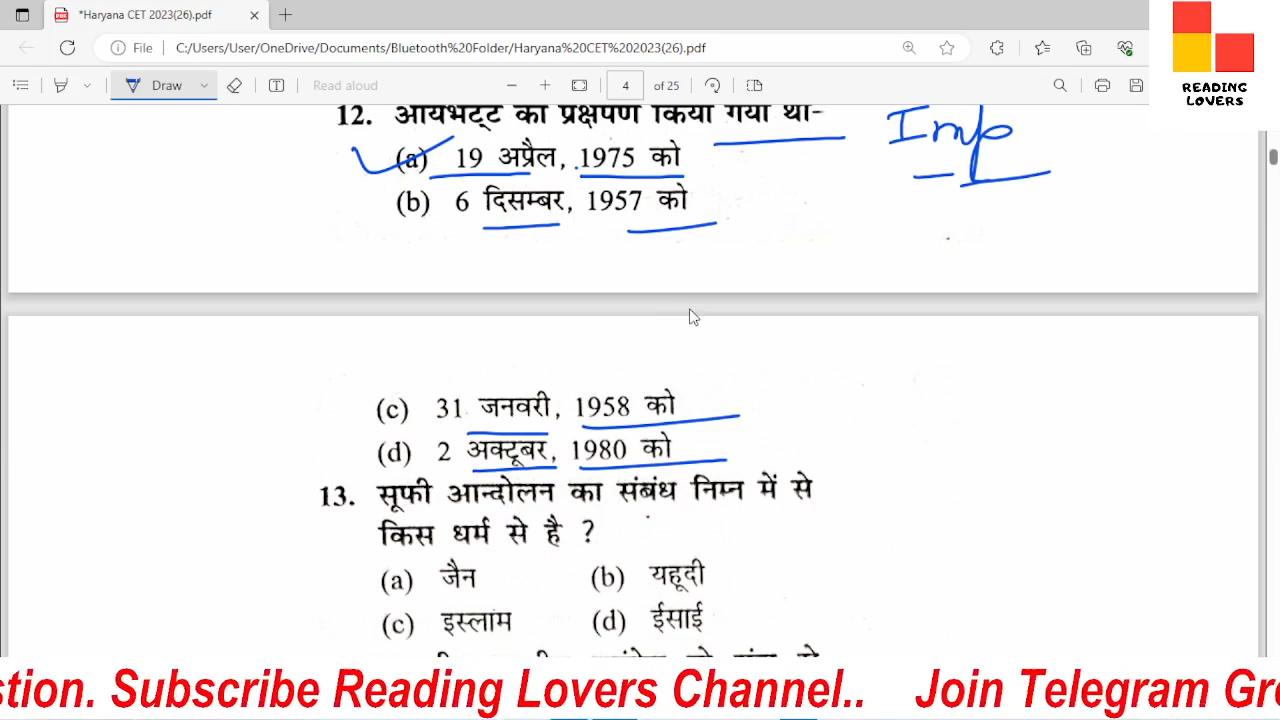 *Haryana CET 2023(26).pdf
File C:/Users/User/OneDrive/Documents/Bluetooth%20Folder/Haryana%20CET%202023(26).pdf
READING
LOVERS
Draw Read aloud 4 of 25
12. आर्यभट्ट का प्रक्षेपण किया गया था-
Imp
(a) 19 अप्रैल, 1975 को
(b) 6 दिसम्बर, 1957 को
(c) 31 जनवरी, 1958 को
(d) 2 अक्टूबर, 1980 को
13. सूफी आन्दोलन का संबंध निम्न में से
किस धर्म से है ?
(a) जैन (b) यहूदी
(c) इस्लाम (d) ईसाई
stion. Subscribe Reading Lovers Channel.. Join Telegram Gr